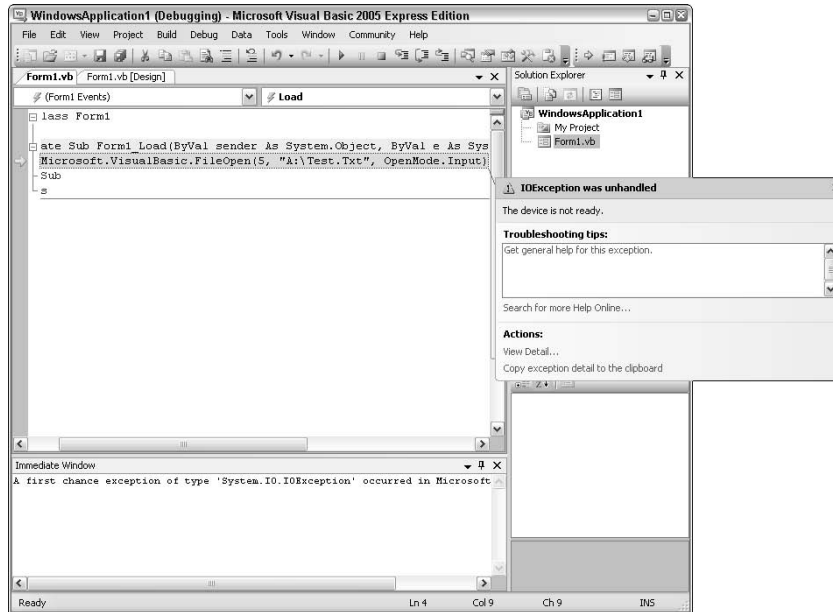 WindowsApplication1 (Debugging) - Microsoft Visual Basic 2005 Express Edition
File Edit View Project Build Debug Data Tools Window Community Help
Form1.vb Form1.vb [Design]
Solution Explorer
(Form1 Events) Load
WindowsApplication1
My Project
Form1.vb
lass Form1
ate Sub Form1_Load(ByVal sender As System.Object, ByVal e As Sys
Microsoft.VisualBasic.FileOpen(5, "A:\Test.Txt", OpenMode.Input)
Sub
s
IOException was unhandled
The device is not ready.
Troubleshooting tips:
Get general help for this exception.
Search for more Help Online...
Actions:
View Detail...
Copy exception detail to the clipboard
Immediate Window
A first chance exception of type 'System.IO.IOException' occurred in Microsoft
Ready Ln 4 Col 9 Ch 9 INS